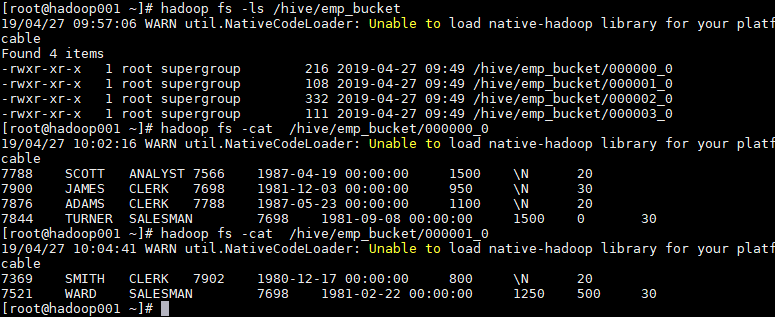 [root@hadoop001 ~]# hadoop fs -ls /hive/emp_bucket
19/04/27 09:57:06 WARN util.NativeCodeLoader: Unable to load native-hadoop library for your platf
cable
Found 4 items
-rwxr-xr-x   1 root supergroup        216 2019-04-27 09:49 /hive/emp_bucket/000000_0
-rwxr-xr-x   1 root supergroup        108 2019-04-27 09:49 /hive/emp_bucket/000001_0
-rwxr-xr-x   1 root supergroup        332 2019-04-27 09:49 /hive/emp_bucket/000002_0
-rwxr-xr-x   1 root supergroup        111 2019-04-27 09:49 /hive/emp_bucket/000003_0
[root@hadoop001 ~]# hadoop fs -cat  /hive/emp_bucket/000000_0
19/04/27 10:02:16 WARN util.NativeCodeLoader: Unable to load native-hadoop library for your platf
cable
7788    SCOTT   ANALYST 7566    1987-04-19 00:00:00     1500    \N      20
7900    JAMES   CLERK   7698    1981-12-03 00:00:00     950     \N      30
7876    ADAMS   CLERK   7788    1987-05-23 00:00:00     1100    \N      20
7844    TURNER  SALESMAN        7698    1981-09-08 00:00:00     1500    0       30
[root@hadoop001 ~]# hadoop fs -cat  /hive/emp_bucket/000001_0
19/04/27 10:04:41 WARN util.NativeCodeLoader: Unable to load native-hadoop library for your platf
cable
7369    SMITH   CLERK   7902    1980-12-17 00:00:00     800     \N      20
7521    WARD    SALESMAN        7698    1981-02-22 00:00:00     1250    500     30
[root@hadoop001 ~]#